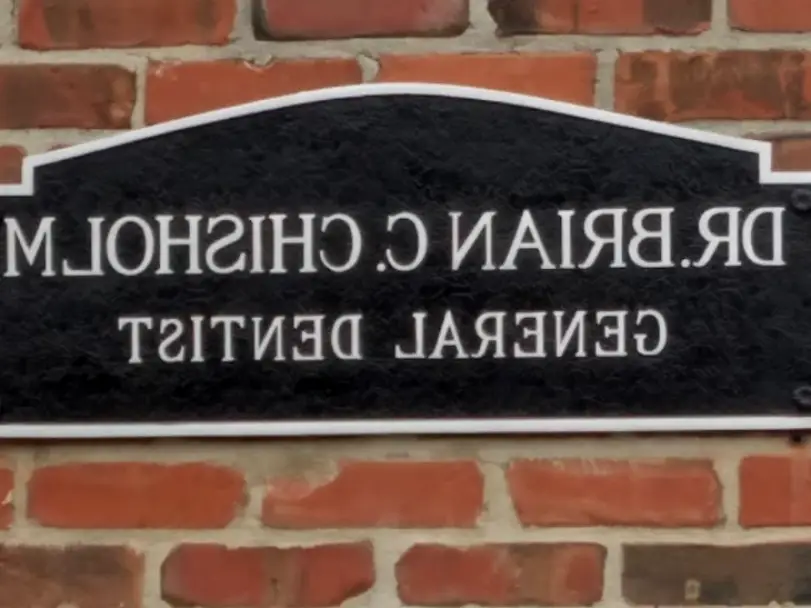 DR. BRIAN C. CHISHOLM
GENERAL DENTIST